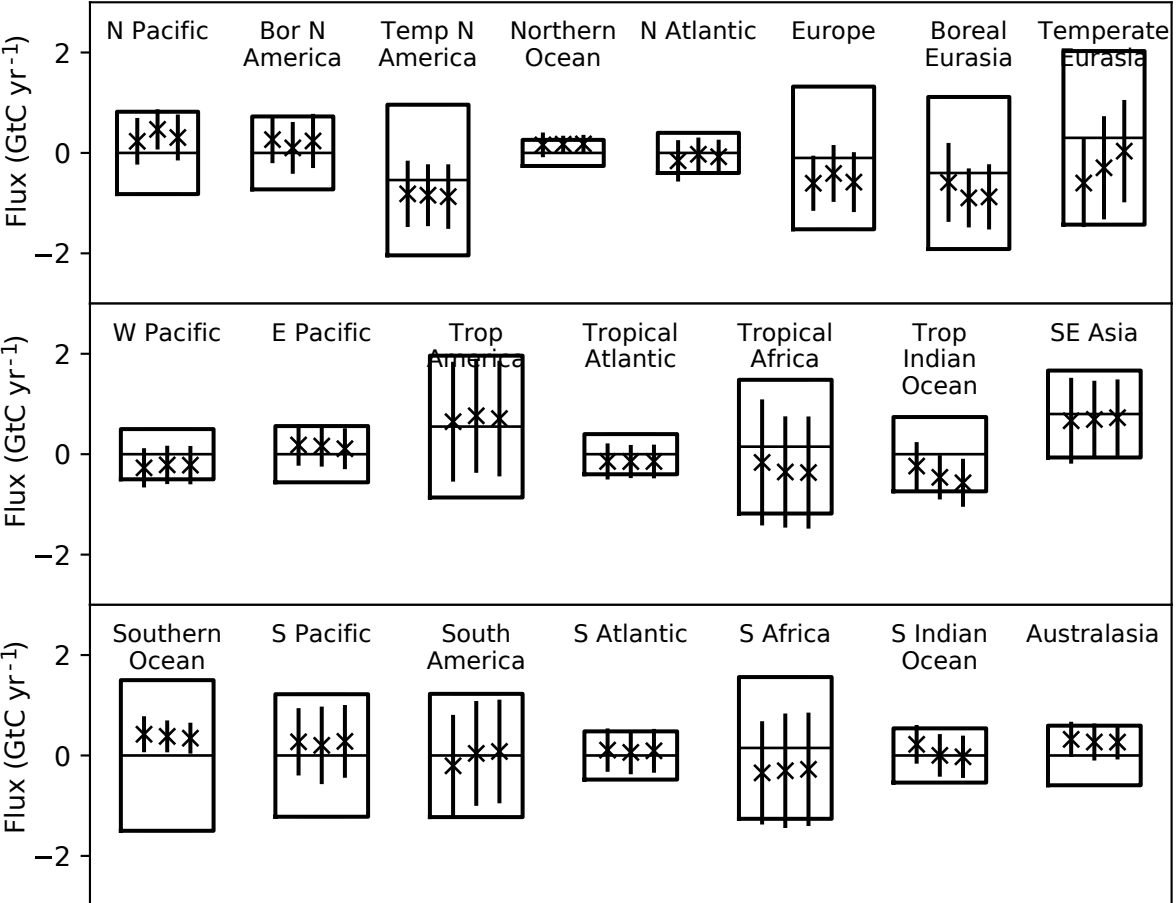 N Pacific
Bor N
America
Temp N
America
Northern
Ocean
N Atlantic
Europe
Boreal
Eurasia
Temperate
Eurasia
2
0
−2
Flux (GtC yr⁻¹)
W Pacific
E Pacific
Trop
America
Tropical
Atlantic
Tropical
Africa
Trop
Indian
Ocean
SE Asia
2
0
−2
Flux (GtC yr⁻¹)
Southern
Ocean
S Pacific
South
America
S Atlantic
S Africa
S Indian
Ocean
Australasia
2
0
−2
Flux (GtC yr⁻¹)